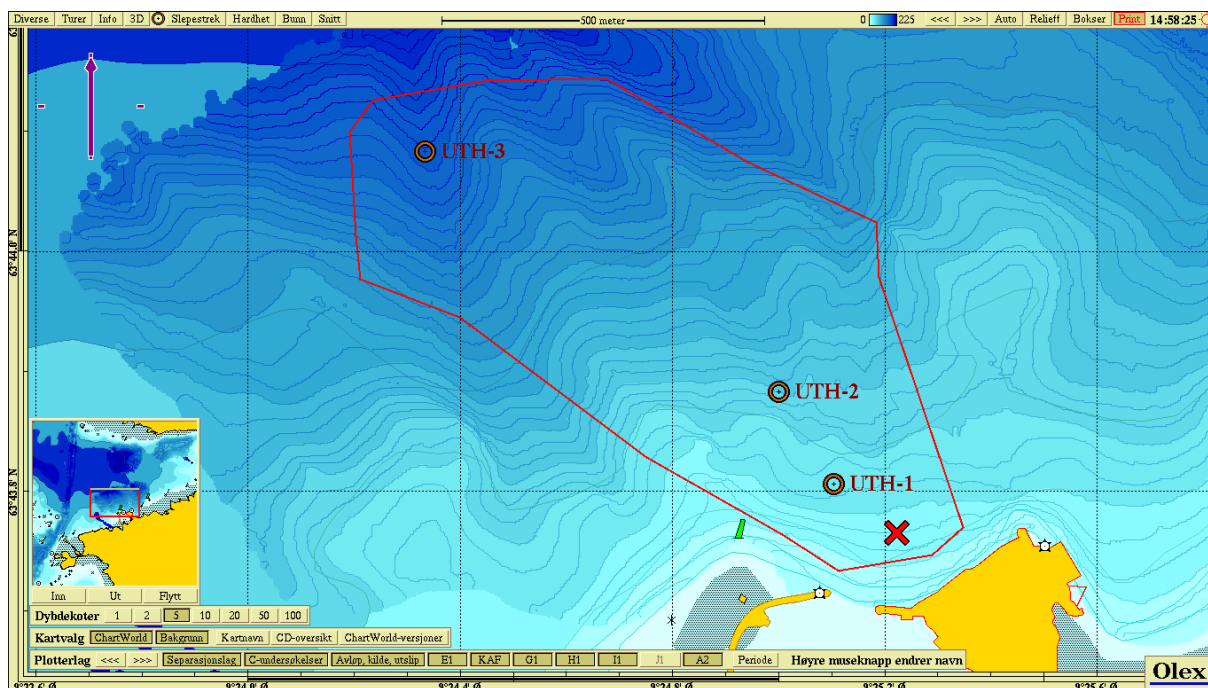 Diverse Turer Info 3D Slepestrek Hardhet Bunn Snitt 500 meter 0 225 <<< >>> Auto Relieff Bokser Print 14:58:25
UTH-3
63°44.0' N
UTH-2
UTH-1
Inn Ut Flytt
Dybdekoter 1 2 5 10 20 50 100
Kartvalg ChartWorld Bakgrunn Kartnavn CD-oversikt ChartWorld-versjoner
Plotterlag <<< >>> Separasjonslag C-undersøkelser Avløp, kilde, utslip E1 KAF G1 H1 I1 J1 A2 Periode Høyre museknapp endrer navn
Olex